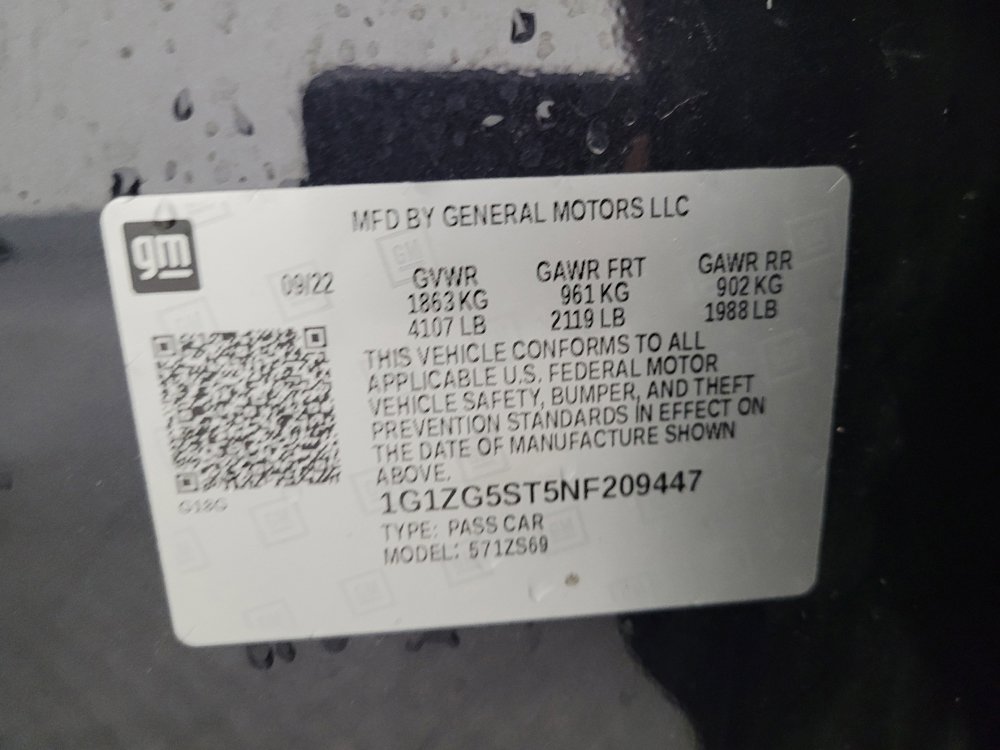 MFD BY GENERAL MOTORS LLC
gm
09/22
GVWR
1863 KG
4107 LB
GAWR FRT
961 KG
2119 LB
GAWR RR
902 KG
1988 LB
THIS VEHICLE CONFORMS TO ALL
APPLICABLE U.S. FEDERAL MOTOR
VEHICLE SAFETY, BUMPER, AND THEFT
PREVENTION STANDARDS IN EFFECT ON
THE DATE OF MANUFACTURE SHOWN
ABOVE.
1G1ZG5ST5NF209447
TYPE: PASS CAR
MODEL: 571ZS69